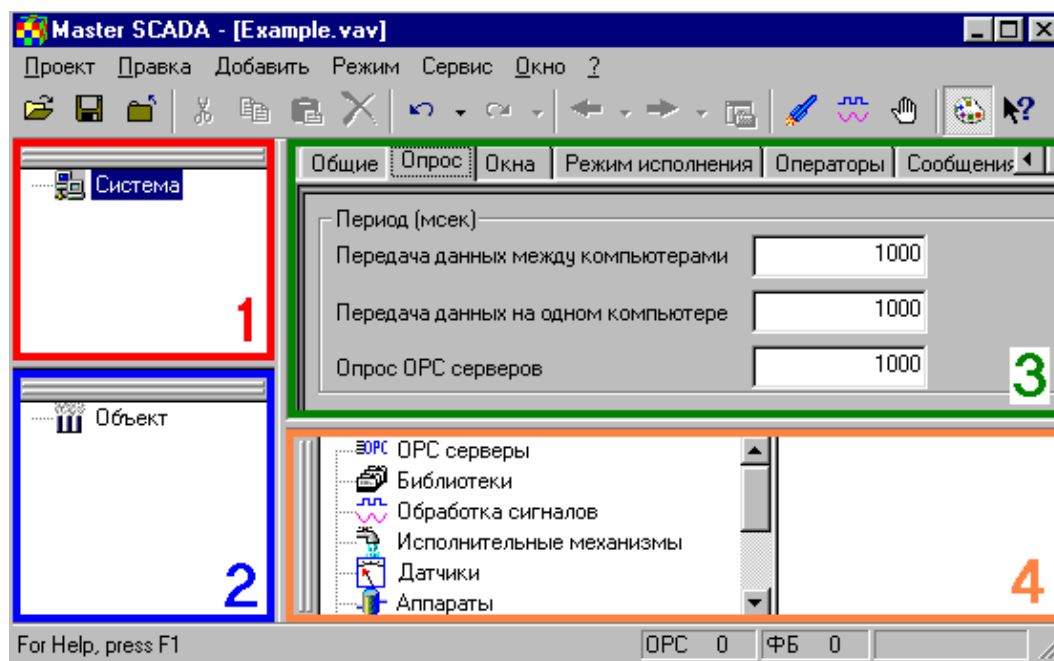 Master SCADA - [Example.vav]
Проект Правка Добавить Режим Сервис Окно ?
Система
1
Объект
2
Общие Опрос Окна Режим исполнения Операторы Сообщения
Период (мсек)
Передача данных между компьютерами 1000
Передача данных на одном компьютере 1000
Опрос OPC серверов 1000
3
OPC OPC серверы
Библиотеки
Обработка сигналов
Исполнительные механизмы
Датчики
Аппараты
4
For Help, press F1 OPC 0 ФБ 0